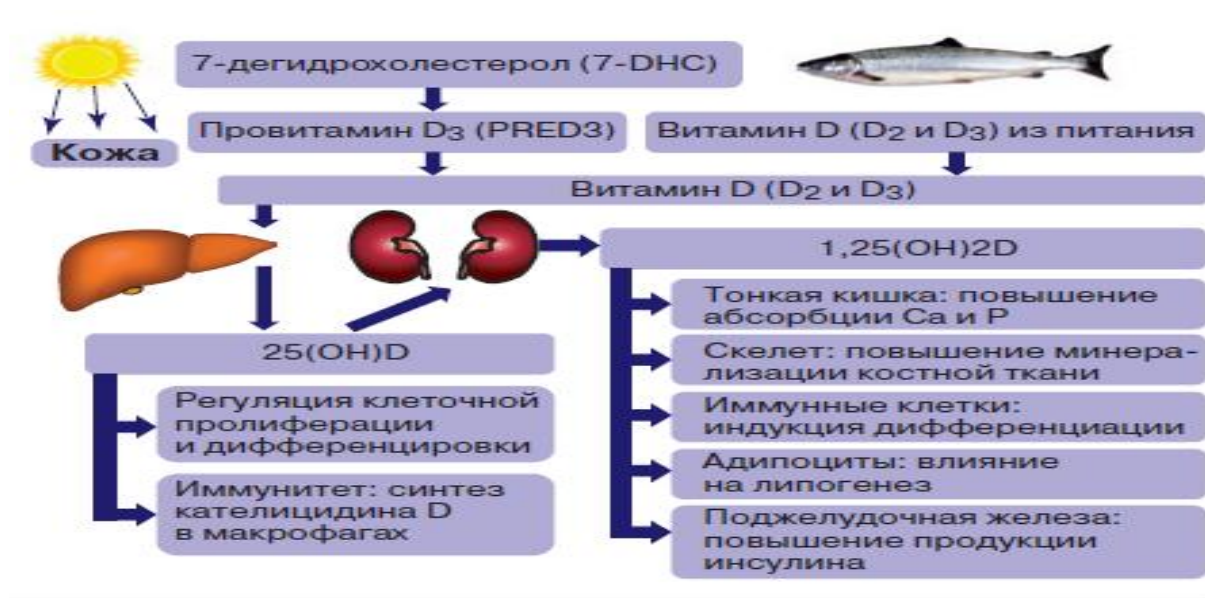 7-дегидрохолестерол (7-DHC)
Кожа
Провитамин D3 (PRED3)
Витамин D (D2 и D3) из питания
Витамин D (D2 и D3)
25(OH)D
Регуляция клеточной
пролиферации
и дифференцировки
Иммунитет: синтез
кателицидина D
в макрофагах
1,25(OH)2D
Тонкая кишка: повышение
абсорбции Ca и P
Скелет: повышение минера-
лизации костной ткани
Иммунные клетки:
индукция дифференциации
Адипоциты: влияние
на липогенез
Поджелудочная железа:
повышение продукции
инсулина